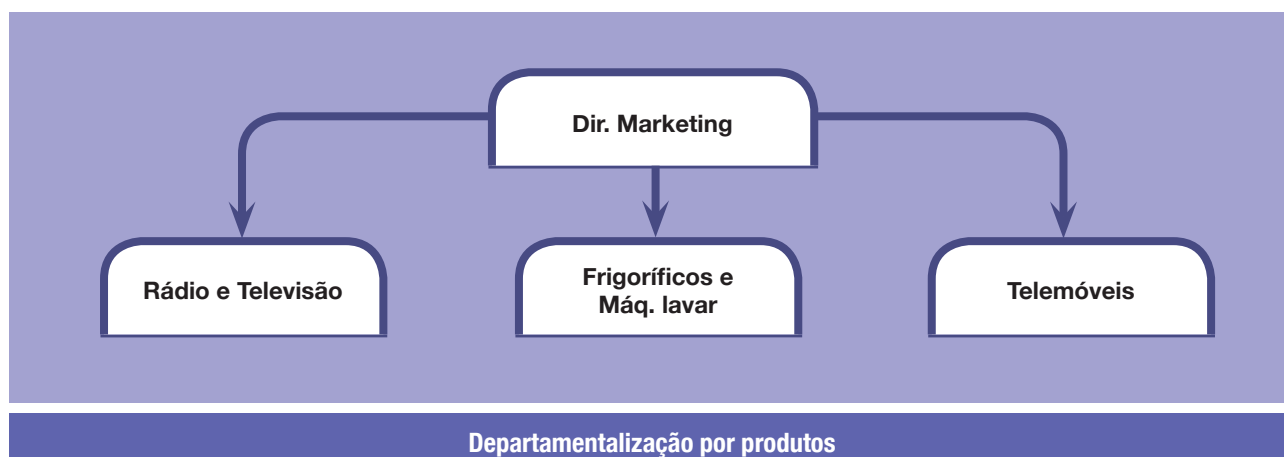 Dir. Marketing
Rádio e Televisão
Frigoríficos e
Máq. lavar
Telemóveis
Departamentalização por produtos